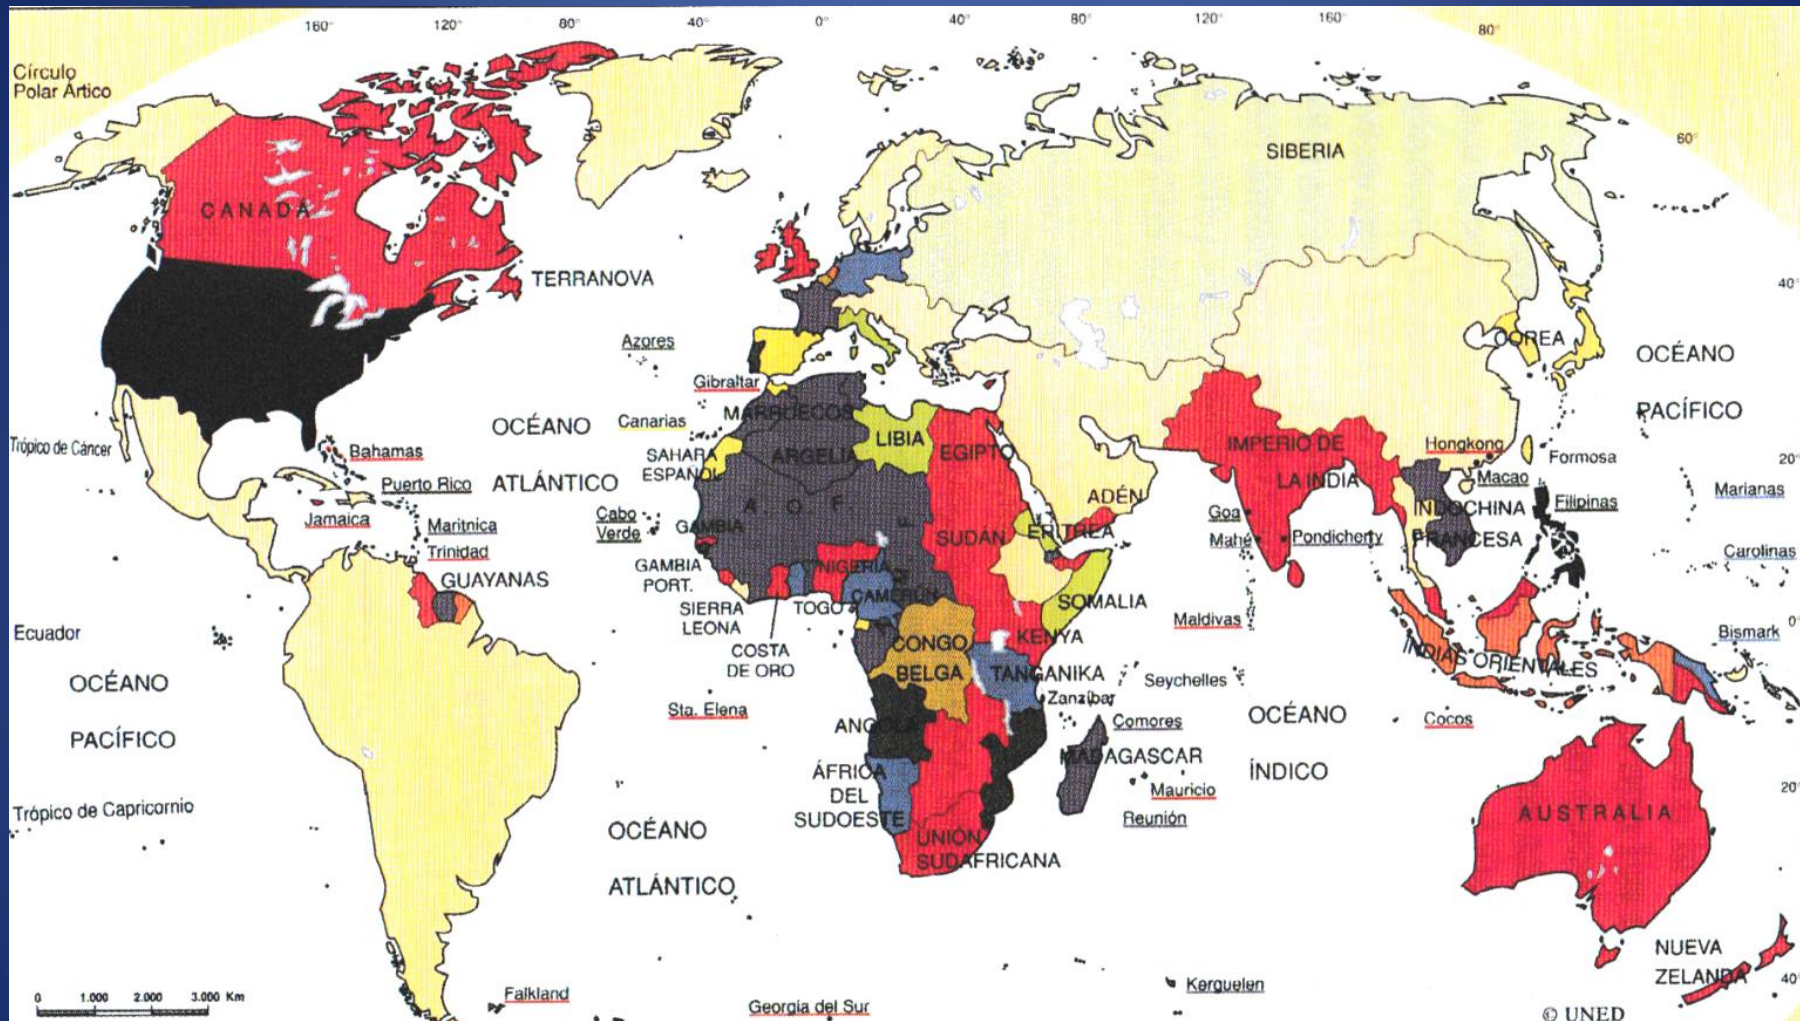 160°
120°
80°
40°
0°
40°
80°
120°
160°
80°
Círculo
Polar Ártico
60°
SIBERIA
CANADA
TERRANOVA
40°
Azores
COREA
OCÉANO
PACÍFICO
Gibraltar
Canarias
MARRUECOS
OCÉANO
ATLÁNTICO
Trópico de Cáncer
Bahamas
LIBIA
EGIPTO
ARGELIA
SAHARA
ESPAÑOL
IMPERIO DE
LA INDIA
Hongkong
Formosa
20°
Macao
Puerto Rico
Marianas
ADÉN
INDOCHINA
FRANCESA
Filipinas
Jamaica
Maritnica
Trinidad
Cabo
Verde
A. O. F.
GAMBIA
SUDÁN
ERITREA
Goa
Mahé
Pondicherty
Carolinas
GAMBIA
PORT.
NIGERIA
GUAYANAS
SIERRA
LEONA
TOGO
CAMERÚN
SOMALIA
Maldivas
0°
Ecuador
COSTA
DE ORO
CONGO
BELGA
KENYA
Bismark
INDIAS ORIENTALES
OCÉANO
PACÍFICO
TANGANIKA
Seychelles
Zanzíbar
Sta. Elena
Comores
OCÉANO
ÍNDICO
Cocos
ANGOLA
MADAGASCAR
ÁFRICA
DEL
SUDOESTE
Mauricio
Reunión
20°
Trópico de Capricornio
OCÉANO
ATLÁNTICO
UNIÓN
SUDAFRICANA
AUSTRALIA
NUEVA
ZELANDA
40°
Falkland
Georgia del Sur
Kerguelen
0 1.000 2.000 3.000 Km
© UNED